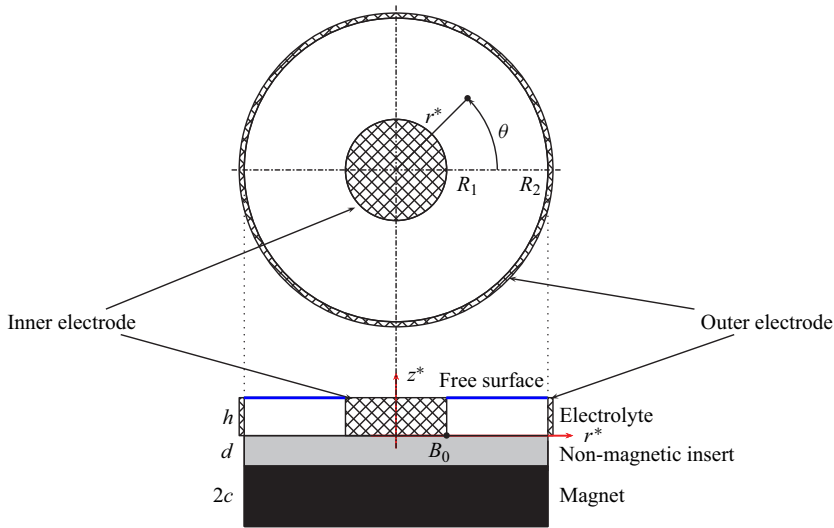 r*
θ
R₁
R₂
Inner electrode
Outer electrode
z*
Free surface
h
Electrolyte
r*
d
B₀
Non-magnetic insert
2c
Magnet